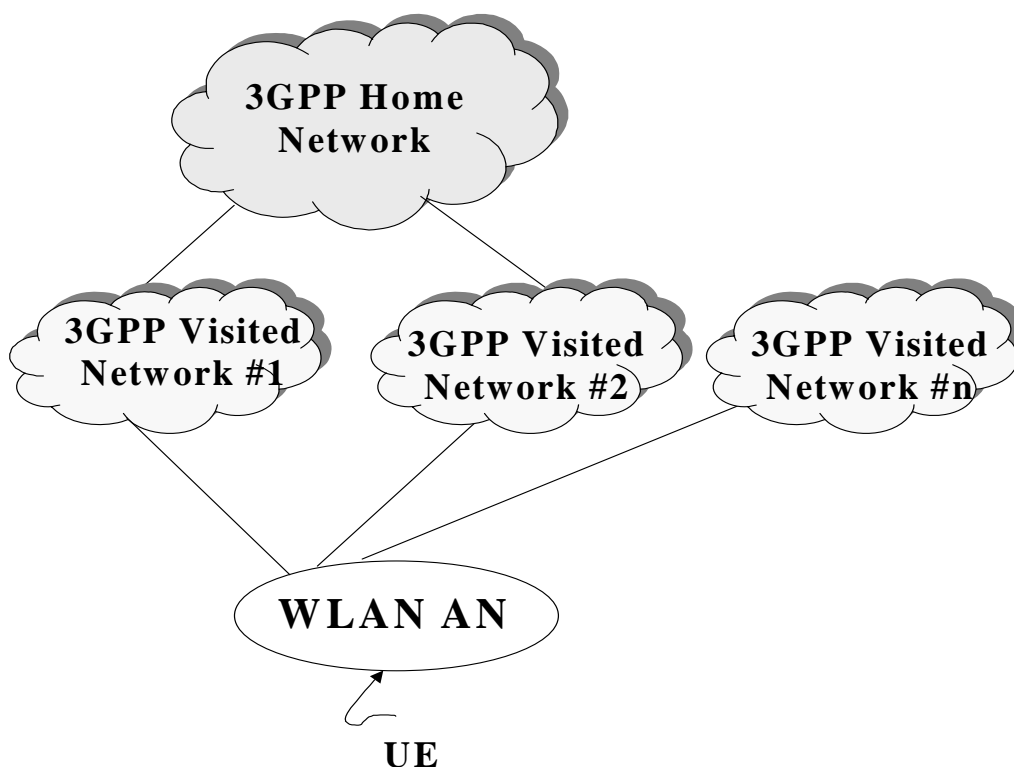 3GPP Home
Network
3GPP Visited
Network #1
3GPP Visited
Network #2
3GPP Visited
Network #n
WLAN AN
UE